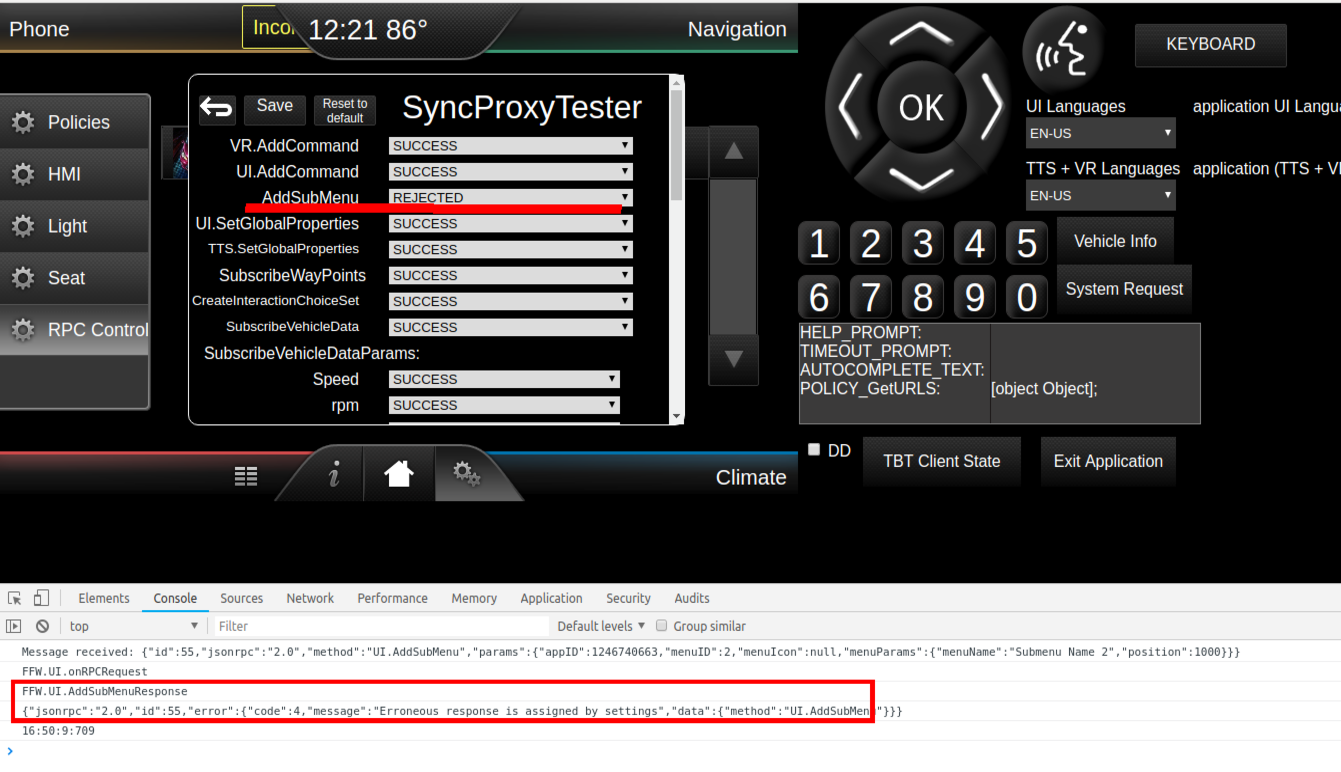 Phone
12:21 86°
Navigation
Policies
HMI
Light
Seat
RPC Control
Save
Reset to
default
SyncProxyTester
VR.AddCommand SUCCESS
UI.AddCommand SUCCESS
AddSubMenu REJECTED
UI.SetGlobalProperties SUCCESS
TTS.SetGlobalProperties SUCCESS
SubscribeWayPoints SUCCESS
CreateInteractionChoiceSet SUCCESS
SubscribeVehicleData SUCCESS
SubscribeVehicleDataParams:
Speed SUCCESS
rpm SUCCESS
i
Climate
OK
KEYBOARD
UI Languages application UI Langua
EN-US
TTS + VR Languages application (TTS + V
EN-US
1 2 3 4 5
Vehicle Info
6 7 8 9 0
System Request
HELP_PROMPT:
TIMEOUT_PROMPT:
AUTOCOMPLETE_TEXT:
POLICY_GetURLS: [object Object];
DD
TBT Client State
Exit Application
Elements Console Sources Network Performance Memory Application Security Audits
top Filter Default levels Group similar
Message received: {"id":55,"jsonrpc":"2.0","method":"UI.AddSubMenu","params":{"appID":1246740663,"menuID":2,"menuIcon":null,"menuParams":{"menuName":"Submenu Name 2","position":1000}}}
FFW.UI.onRPCRequest
FFW.UI.AddSubMenuResponse
{"jsonrpc":"2.0","id":55,"error":{"code":4,"message":"Erroneous response is assigned by settings","data":{"method":"UI.AddSubMenu"}}}
16:50:9:709